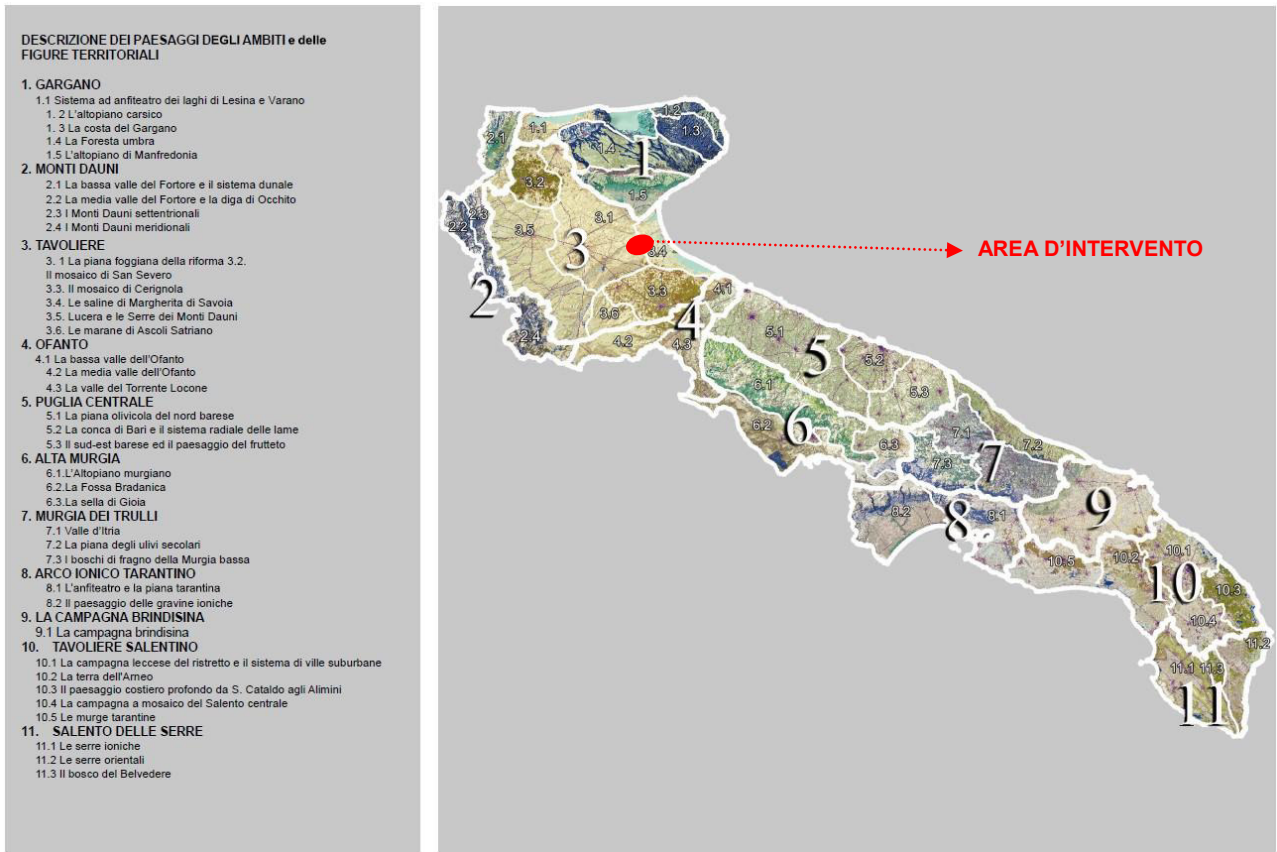 DESCRIZIONE DEI PAESAGGI DEGLI AMBITI e delle
FIGURE TERRITORIALI
1. GARGANO
1.1 Sistema ad anfiteatro dei laghi di Lesina e Varano
1. 2 L'altopiano carsico
1. 3 La costa del Gargano
1.4 La Foresta umbra
1.5 L'altopiano di Manfredonia
2. MONTI DAUNI
2.1 La bassa valle del Fortore e il sistema dunale
2.2 La media valle del Fortore e la diga di Occhito
2.3 I Monti Dauni settentrionali
2.4 I Monti Dauni meridionali
3. TAVOLIERE
3. 1 La piana foggiana della riforma 3.2.
Il mosaico di San Severo
3.3. Il mosaico di Cerignola
3.4. Le saline di Margherita di Savoia
3.5. Lucera e le Serre dei Monti Dauni
3.6. Le marane di Ascoli Satriano
4. OFANTO
4.1 La bassa valle dell'Ofanto
4.2 La media valle dell'Ofanto
4.3 La valle del Torrente Locone
5. PUGLIA CENTRALE
5.1 La piana olivicola del nord barese
5.2 La conca di Bari e il sistema radiale delle lame
5.3 Il sud-est barese ed il paesaggio del frutteto
6. ALTA MURGIA
6.1.L'Altopiano murgiano
6.2.La Fossa Bradanica
6.3.La sella di Gioia
7. MURGIA DEI TRULLI
7.1 Valle d'Itria
7.2 La piana degli ulivi secolari
7.3 I boschi di fragno della Murgia bassa
8. ARCO IONICO TARANTINO
8.1 L'anfiteatro e la piana tarantina
8.2 Il paesaggio delle gravine ioniche
9. LA CAMPAGNA BRINDISINA
9.1 La campagna brindisina
10. TAVOLIERE SALENTINO
10.1 La campagna leccese del ristretto e il sistema di ville suburbane
10.2 La terra dell'Arneo
10.3 Il paesaggio costiero profondo da S. Cataldo agli Alimini
10.4 La campagna a mosaico del Salento centrale
10.5 Le murge tarantine
11. SALENTO DELLE SERRE
11.1 Le serre ioniche
11.2 Le serre orientali
11.3 Il bosco del Belvedere
1.2
2.1
1.1
1.3
1.4
1
1.5
3.2
3.1
2.3
2.2
3.5
3
3.4
AREA D'INTERVENTO
2
3.3
4.1
3.6
4
2.4
4.2
4.3
5.1
5
5.2
5.3
6.1
6.2
6
6.3
7.1
7.2
7.3
7
8.2
8
8.1
9
10.5
10.2
10.1
10
10.3
10.4
11.2
11.1
11.3
11